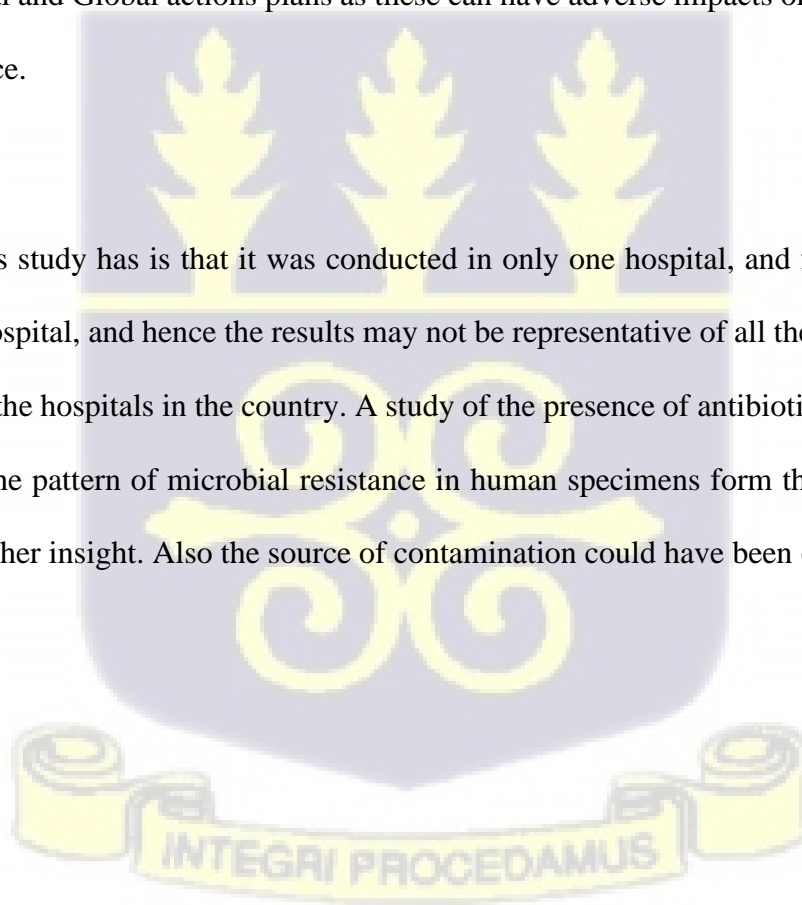 and Global actions plans as these can have adverse impacts
ce.
s study has is that it was conducted in only one hospital, and
ospital, and hence the results may not be representative of all the
the hospitals in the country. A study of the presence of antibioti
he pattern of microbial resistance in human specimens form th
her insight. Also the source of contamination could have been
INTEGRI PROCEDAMUS